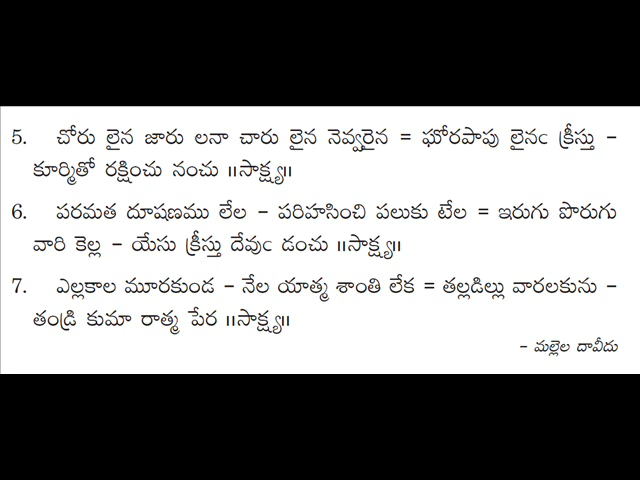 5. చోరు లైన జారు లనా చారు లైన నెవ్వరైన = ఘోరపాపు లైనఁ క్రీస్తు –
కూర్మితో రక్షించు నంచు ॥సాక్ష్య॥
6. పరమత దూషణము లేల – పరిహసించి పలుకు టేల = ఇరుగు పొరుగు
వారి కెల్ల – యేసు క్రీస్తు దేవుఁ డంచు ॥సాక్ష్య॥
7. ఎల్లకాల మూరకుండ – నేల యాత్మ శాంతి లేక = తల్లడిల్లు వారలకును –
తండ్రి కుమా రాత్మ పేర ॥సాక్ష్య॥
– మల్లెల దావీదు